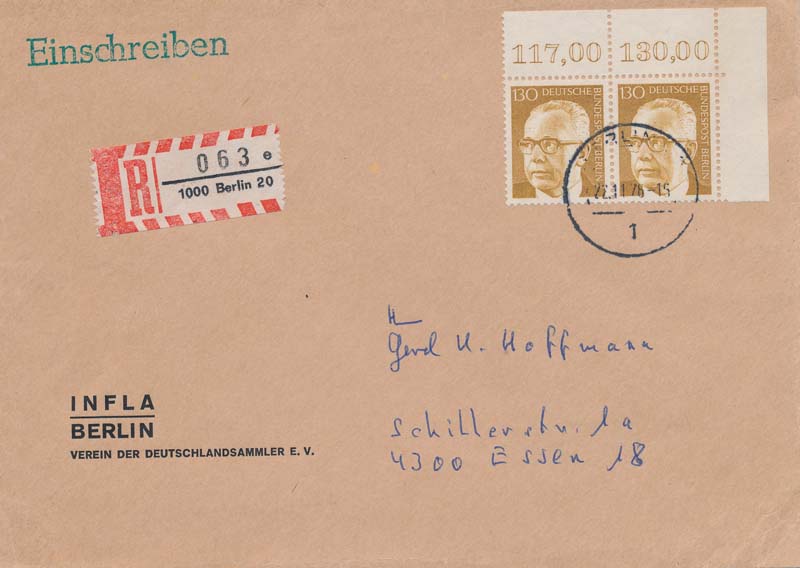 Einschreiben
117,00 130,00
130 DEUTSCHE BUNDESPOST BERLIN
130 DEUTSCHE BUNDESPOST BERLIN
R 063 e
1000 Berlin 20
1
H
Gerd H. Hoffmann
Schillerstr. 1a
4300 Essen 18
INFLA
BERLIN
VEREIN DER DEUTSCHLANDSAMMLER E. V.